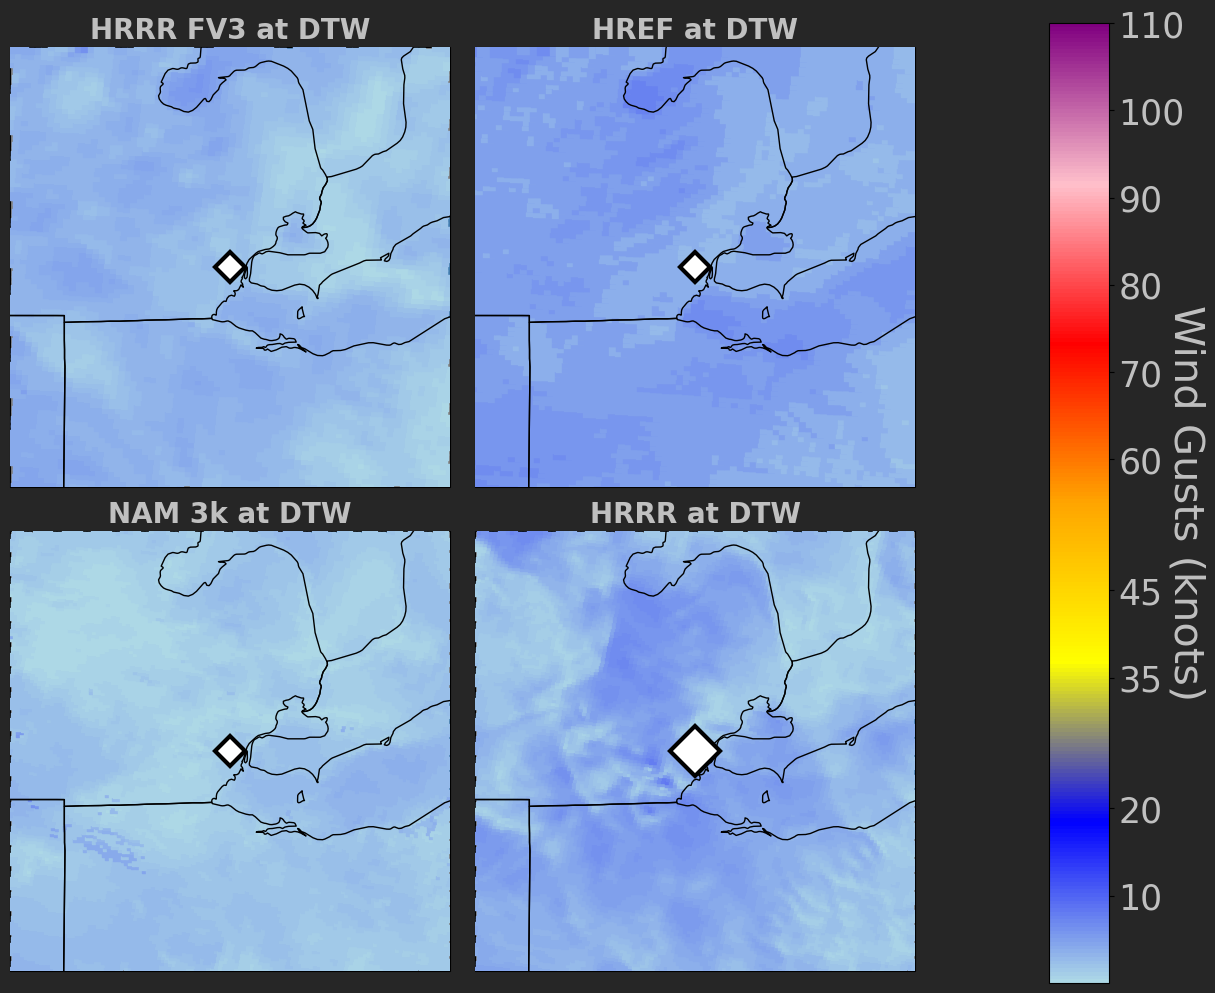 HRRR FV3 at DTW
HREF at DTW
NAM 3k at DTW
HRRR at DTW
110
100
90
80
70
60
45
35
20
10
Wind Gusts (knots)